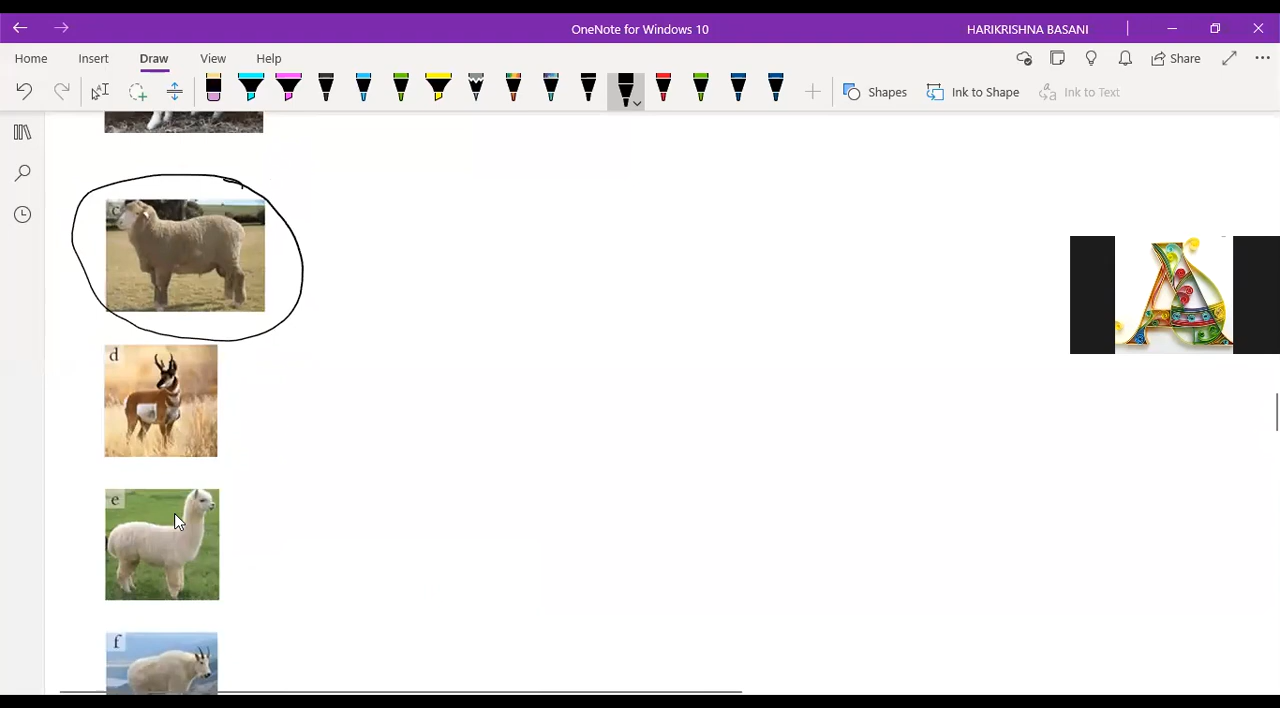 OneNote for Windows 10
HARIKRISHNA BASANI
Home
Insert
Draw
View
Help
Share
Shapes
Ink to Shape
Ink to Text
c
d
e
f